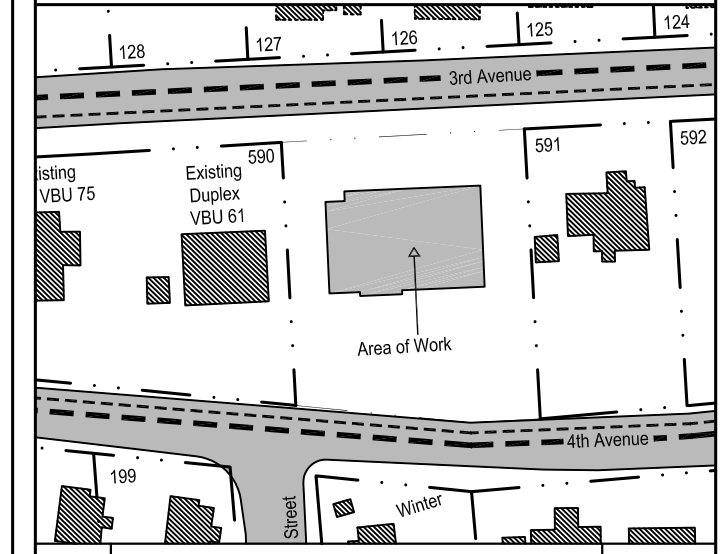 128
127
126
125
124
3rd Avenue
590
591
592
isting
VBU 75
Existing
Duplex
VBU 61
Area of Work
4th Avenue
199
Street
Winter